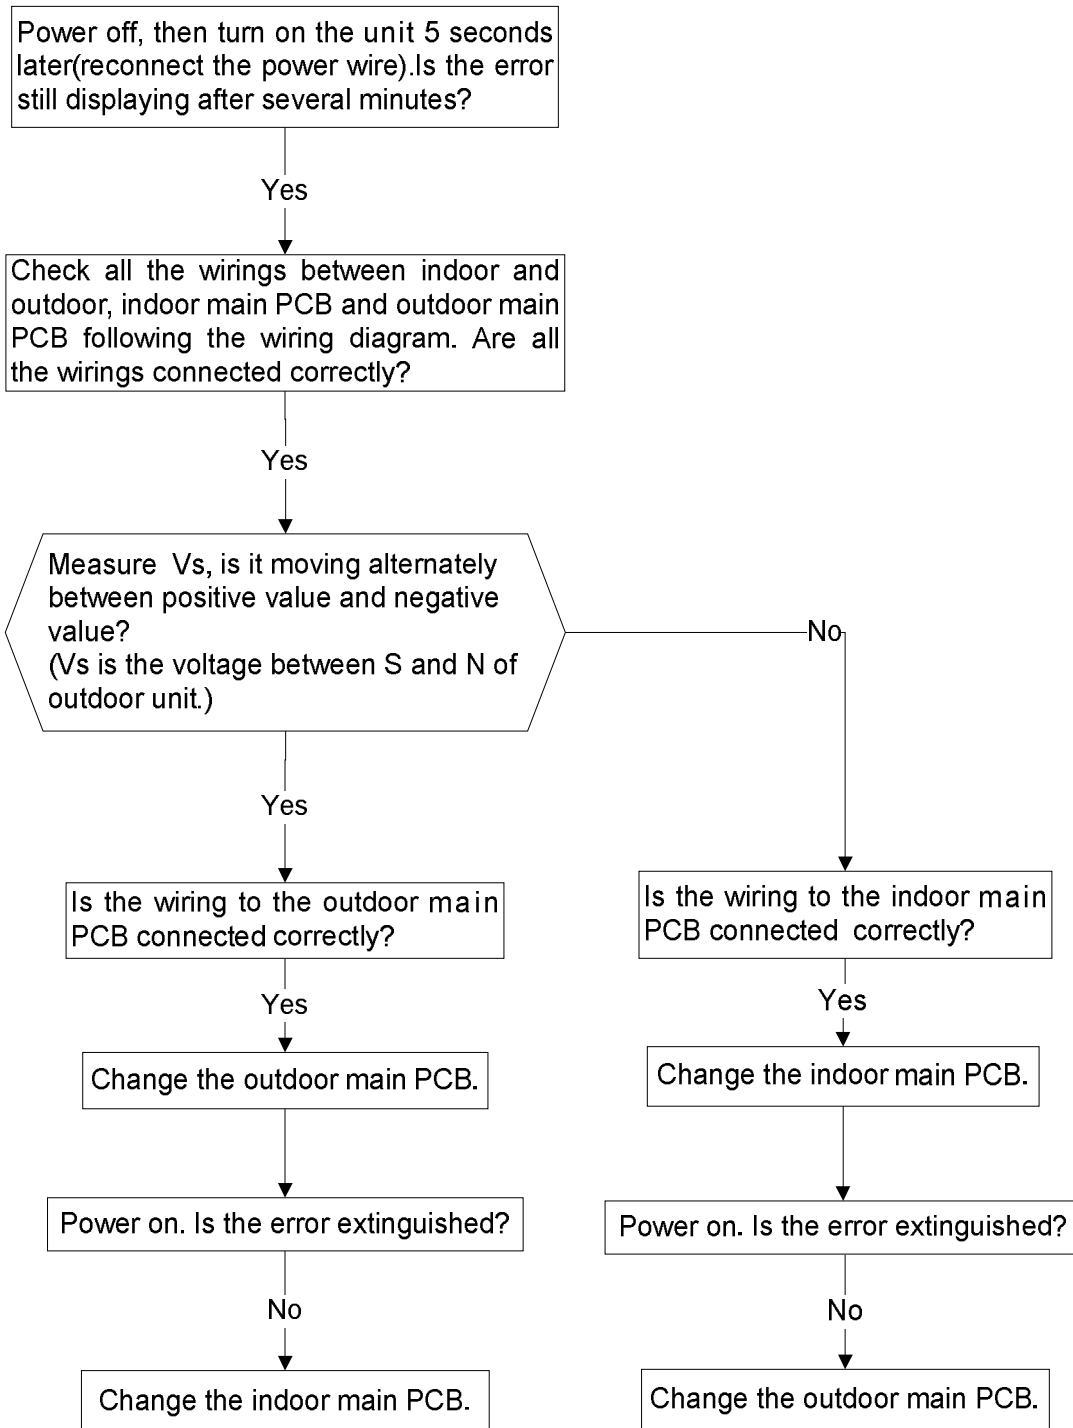 Power off, then turn on the unit 5 seconds
later(reconnect the power wire).Is the error
still displaying after several minutes?
Yes
Check all the wirings between indoor and
outdoor, indoor main PCB and outdoor main
PCB following the wiring diagram. Are all
the wirings connected correctly?
Yes
Measure Vs, is it moving alternately
between positive value and negative
value?
(Vs is the voltage between S and N of
outdoor unit.)
No
Yes
Is the wiring to the outdoor main
PCB connected correctly?
Yes
Change the outdoor main PCB.
Power on. Is the error extinguished?
No
Change the indoor main PCB.
Is the wiring to the indoor main
PCB connected correctly?
Yes
Change the indoor main PCB.
Power on. Is the error extinguished?
No
Change the outdoor main PCB.